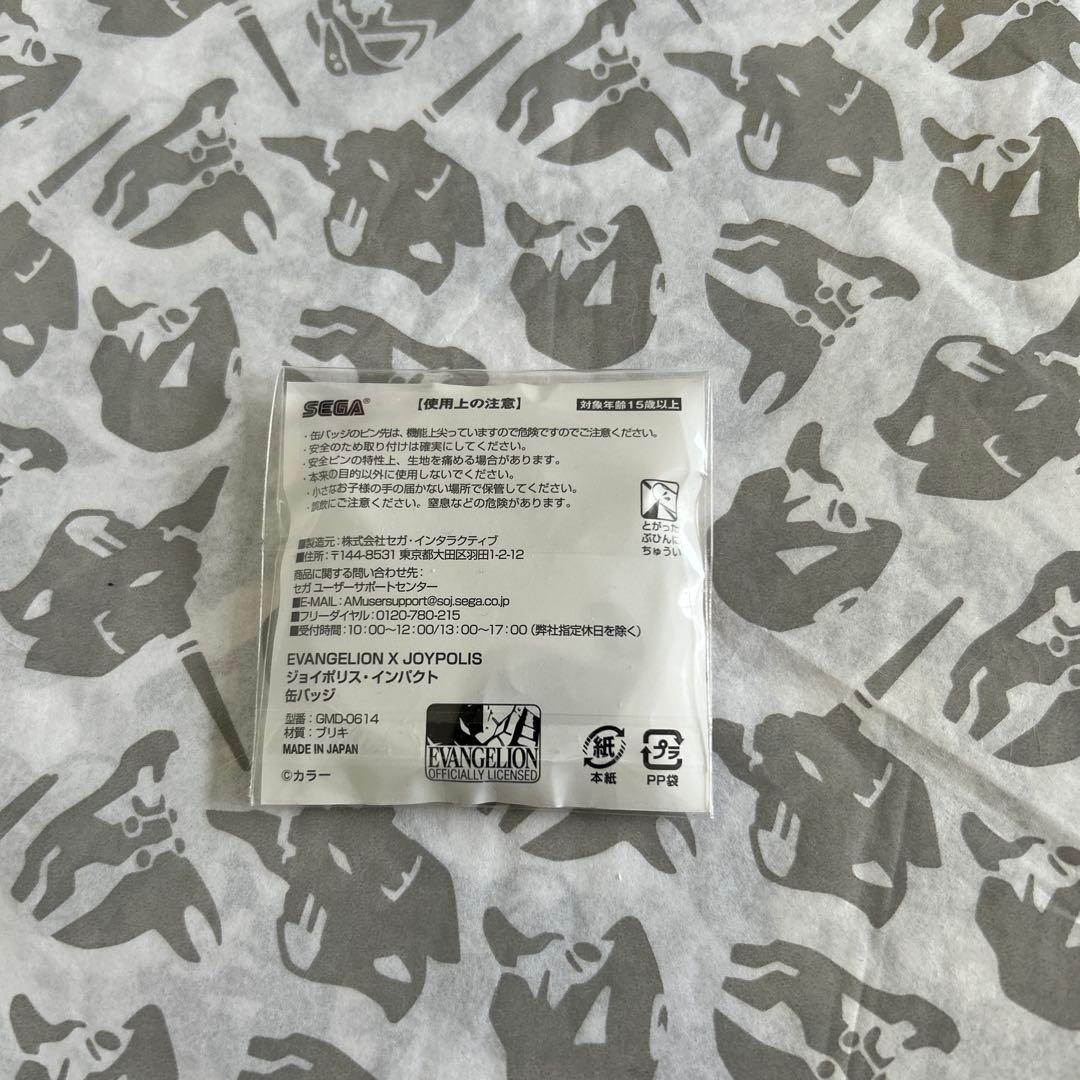 SEGA® 【使用上の注意】 対象年齢15歳以上
・缶バッジのピン先は、機能上尖っていますので危険ですのでご注意ください。
・安全のため取り付けは確実にしてください。
・安全ピンの特性上、生地を痛める場合があります。
・本来の目的以外に使用しないでください。
・小さなお子様の手の届かない場所で保管してください。
・誤飲にご注意ください。窒息などの危険があります。
とがった
ぶひんに
ちゅうい
■製造元：株式会社セガ・インタラクティブ
■住所：〒144-8531 東京都大田区羽田1-2-12
商品に関する問い合わせ先：
セガ ユーザーサポートセンター
■E-MAIL：AMusersupport@soj.sega.co.jp
■フリーダイヤル：0120-780-215
■受付時間：10：00〜12：00/13：00〜17：00（弊社指定休日を除く）
EVANGELION X JOYPOLIS
ジョイポリス・インパクト
缶バッジ
型番：GMD-0614
材質：ブリキ
MADE IN JAPAN
©カラー
EVANGELION
OFFICIALLY LICENSED
紙
本紙
プラ
PP袋